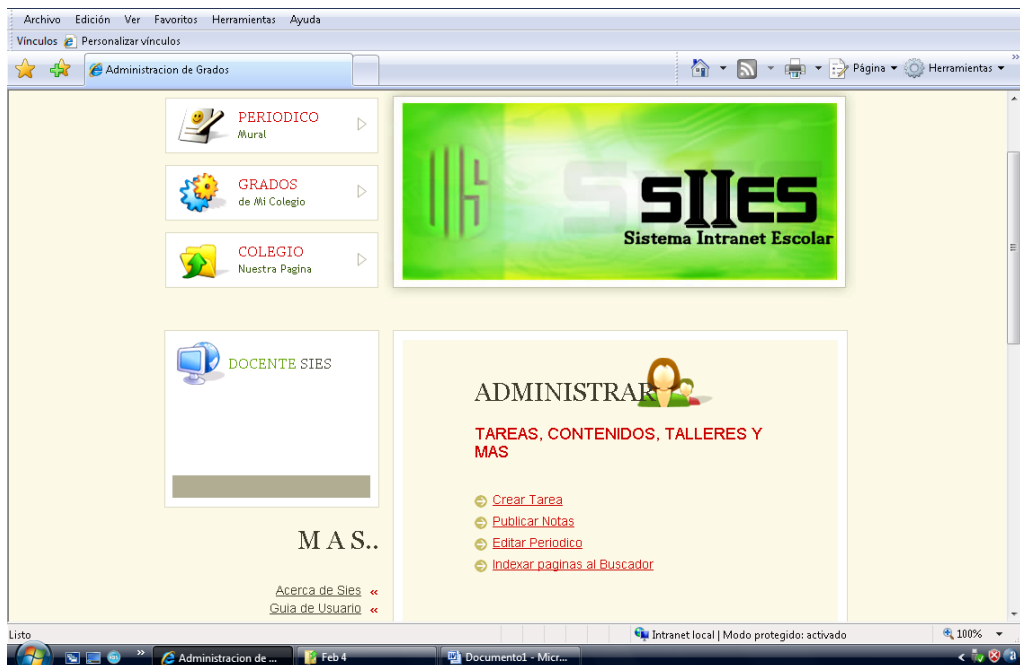 Archivo Edición Ver Favoritos Herramientas Ayuda
Vínculos Personalizar vínculos
Administracion de Grados
Página Herramientas
PERIODICO
Mural
GRADOS
de Mi Colegio
COLEGIO
Nuestra Pagina
S SIIES
Sistema Intranet Escolar
DOCENTE SIES
ADMINISTRAR
TAREAS, CONTENIDOS, TALLERES Y
MAS
Crear Tarea
Publicar Notas
Editar Periodico
Indexar paginas al Buscador
M A S..
Acerca de Sies «
Guia de Usuario «
Listo
Intranet local | Modo protegido: activado
100%
Administracion de ...
Feb 4
Documento1 - Micr...